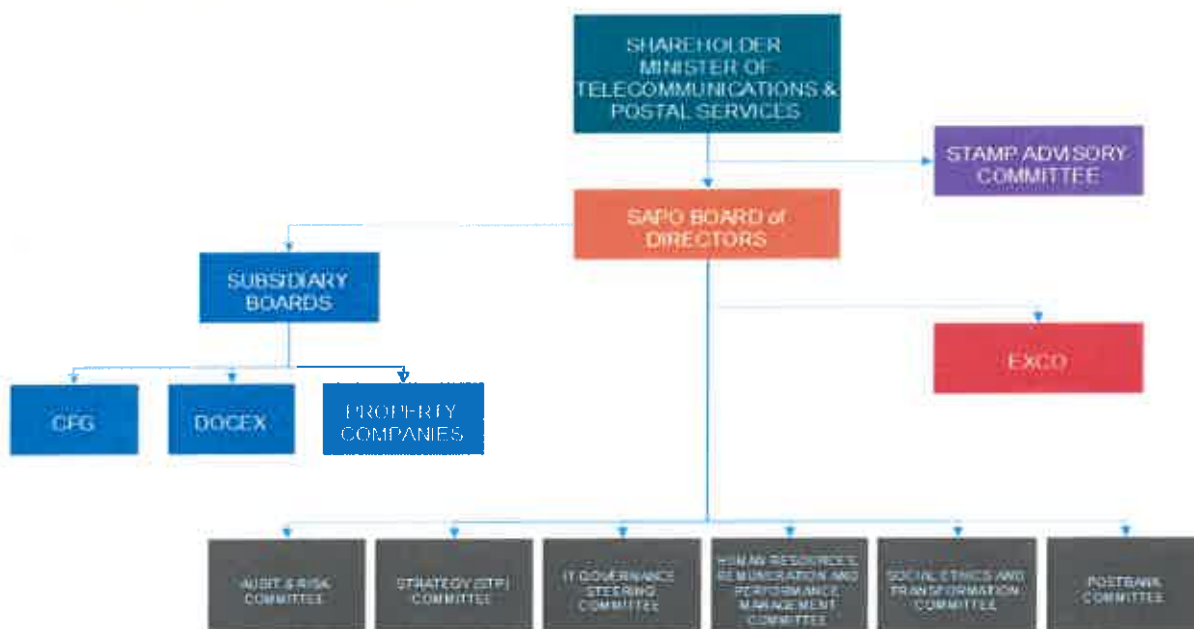 SHAREHOLDER
MINISTER OF
TELECOMMUNICATIONS &
POSTAL SERVICES
STAMP ADVISORY
COMMITTEE
SAPO BOARD of
DIRECTORS
SUBSIDIARY
BOARDS
EXCO
CFG
DOCEX
PROPERTY
COMPANIES
AUDIT & RISK
COMMITTEE
STRATEGY (STP)
COMMITTEE
IT GOVERNANCE
STEERING
COMMITTEE
HUMAN RESOURCES,
REMUNERATION AND
PERFORMANCE
MANAGEMENT
COMMITTEE
SOCIAL ETHICS AND
TRANSFORMATION
COMMITTEE
POSTBANK
COMMITTEE